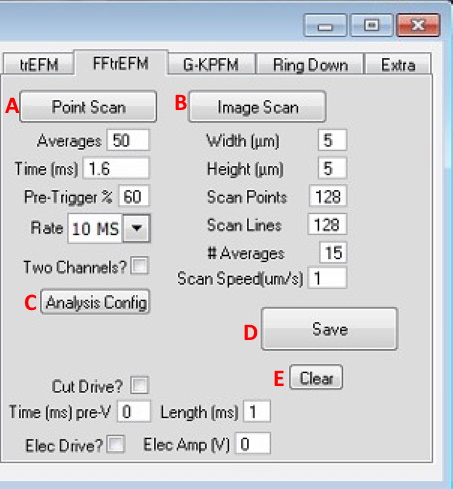 trEFM FFtrEFM G-KPFM Ring Down Extra
A Point Scan B Image Scan
Averages 50 Width (µm) 5
Time (ms) 1.6 Height (µm) 5
Pre-Trigger % 60 Scan Points 128
Rate 10 MS Scan Lines 128
# Averages 15
Two Channels? Scan Speed(um/s) 1
C Analysis Config
D Save
E Clear
Cut Drive?
Time (ms) pre-V 0 Length (ms) 1
Elec Drive? Elec Amp (V) 0